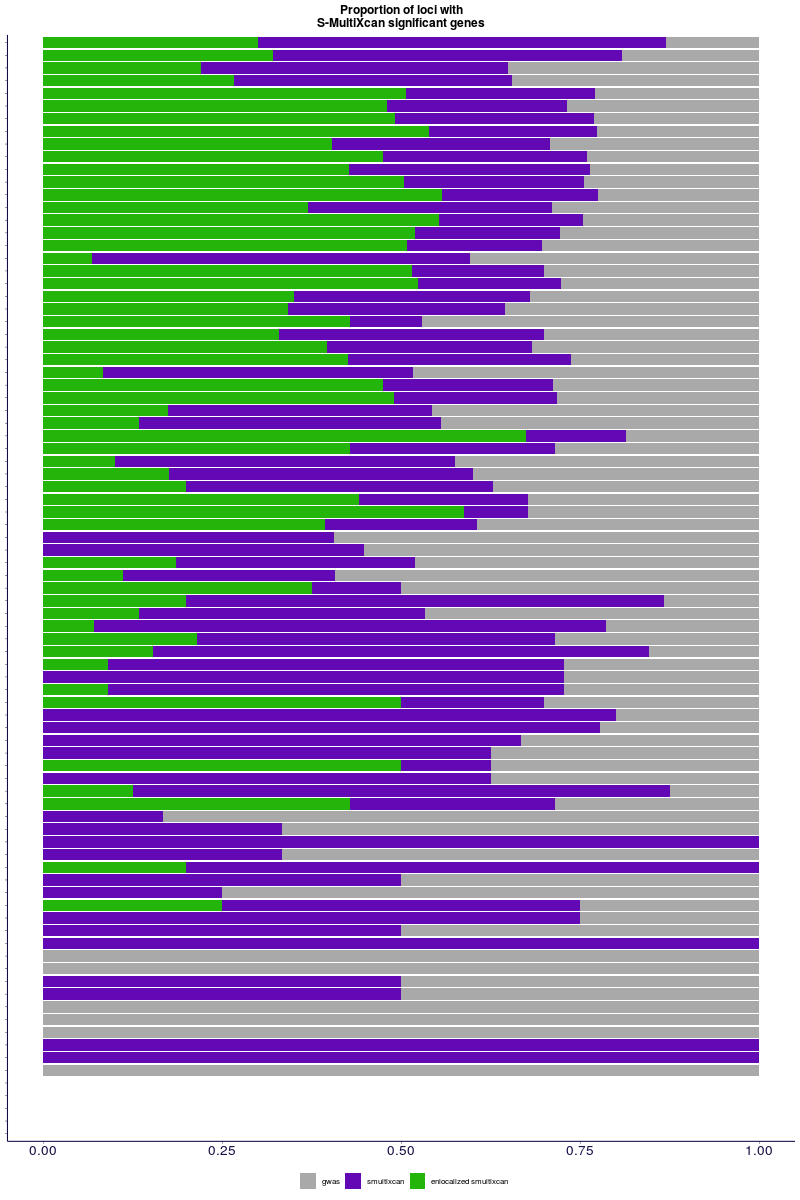 Proportion of loci with
S-MultiXcan significant genes
0.00 0.25 0.50 0.75 1.00
gwas smultixcan enlocalized smultixcan